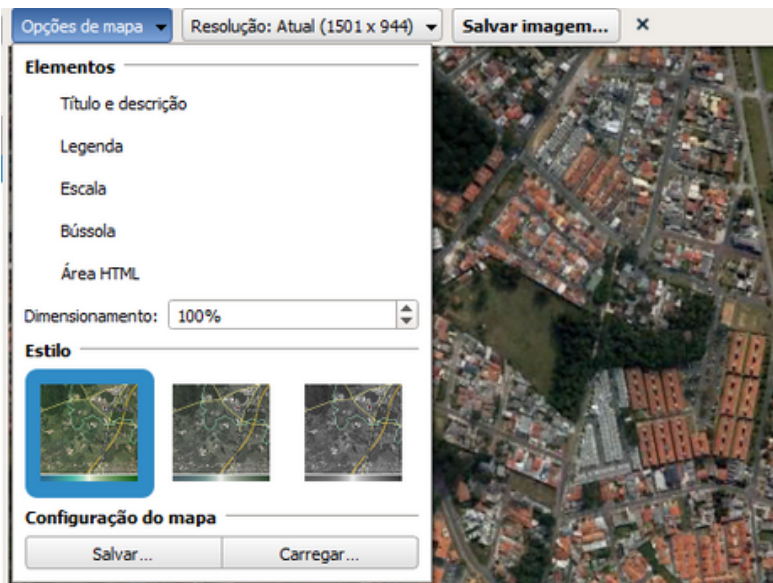 Opções de mapa Resolução: Atual (1501 x 944) Salvar imagem... ×
Elementos
Título e descrição
Legenda
Escala
Bússola
Área HTML
Dimensionamento: 100%
Estilo
Configuração do mapa
Salvar... Carregar...